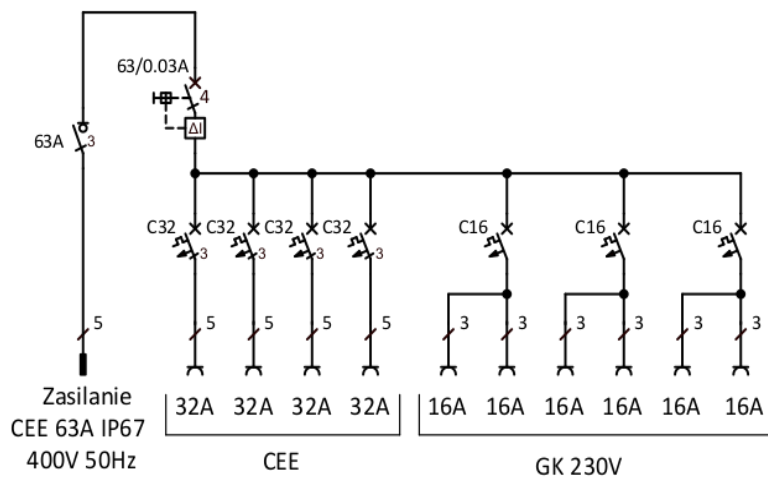 63/0.03A
4
ΔI
63A
3
C32 C32 C32 C32 C16 C16 C16
3 3 3 3
5 5 5 5 5 3 3 3 3 3 3
Zasilanie
CEE 63A IP67
400V 50Hz
32A 32A 32A 32A 16A 16A 16A 16A 16A 16A
CEE
GK 230V